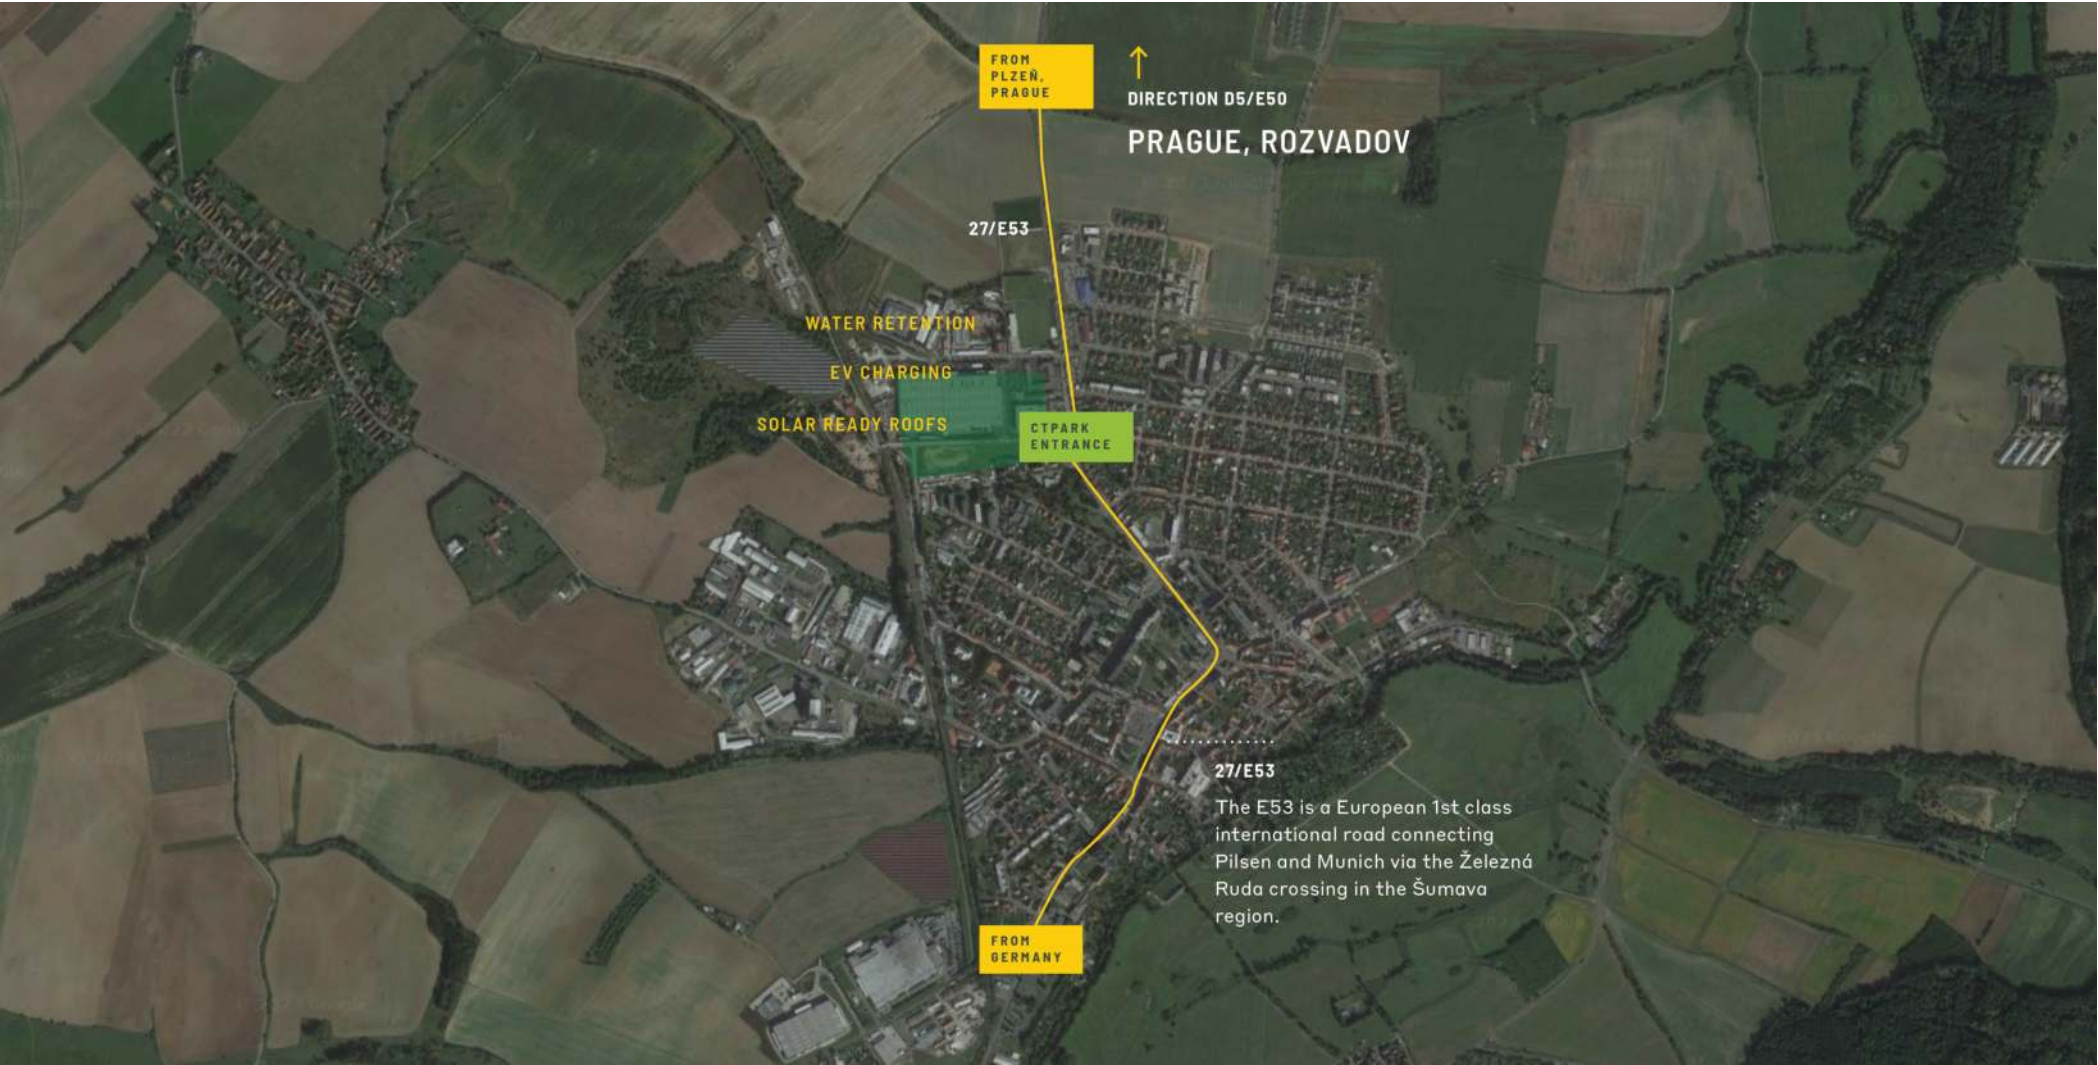 FROM
PLZEŇ,
PRAGUE
DIRECTION D5/E50
PRAGUE, ROZVADOV
27/E53
WATER RETENTION
EV CHARGING
SOLAR READY ROOFS
CTPARK
ENTRANCE
27/E53
The E53 is a European 1st class
international road connecting
Pilsen and Munich via the Železná
Ruda crossing in the Šumava
region.
FROM
GERMANY